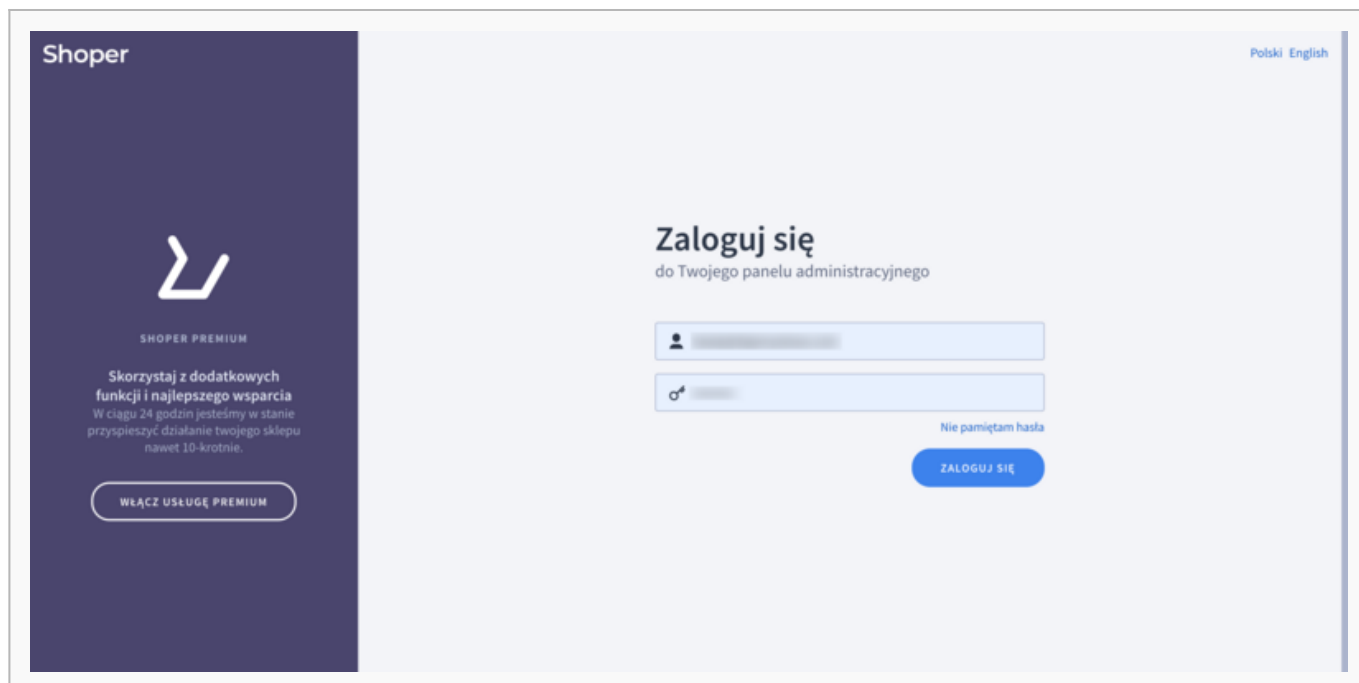 Shoper
Polski English
SHOPER PREMIUM
Skorzystaj z dodatkowych
funkcji i najlepszego wsparcia
W ciągu 24 godzin jesteśmy w stanie
przyspieszyć działanie twojego sklepu
nawet 10-krotnie.
WŁĄCZ USŁUGĘ PREMIUM
Zaloguj się
do Twojego panelu administracyjnego
Nie pamiętam hasła
ZALOGUJ SIĘ